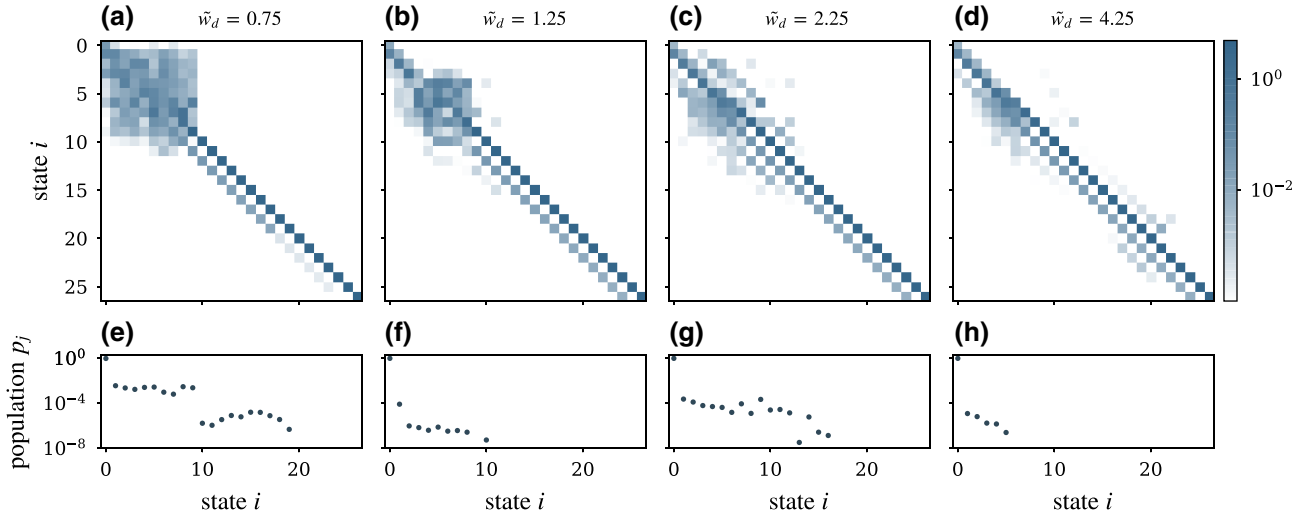 (a) w̃_d = 0.75
(b) w̃_d = 1.25
(c) w̃_d = 2.25
(d) w̃_d = 4.25
state i
0
5
10
15
20
25
10^0
10^−2
(e)
(f)
(g)
(h)
population p_j
10^0
10^−4
10^−8
0 10 20
0 10 20
0 10 20
0 10 20
state i
state i
state i
state i